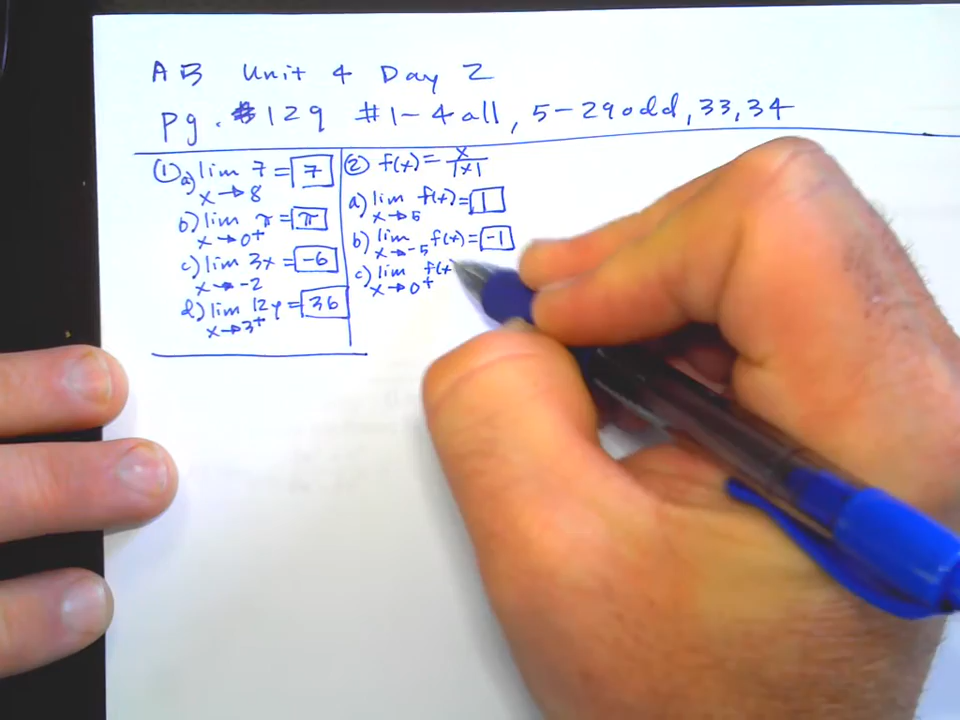 AB Unit 4 Day 2
pg. #129 #1-4 all, 5-29 odd, 33, 34
① a) lim 7 = 7
x→8
b) lim π = π
x→0⁺
c) lim 3x = -6
x→-2
d) lim 12y = 36
x→3⁺
② f(x) = x/|x|
a) lim f(x) = 1
x→5
b) lim f(x) = -1
x→-5
c) lim f(x
x→0⁺